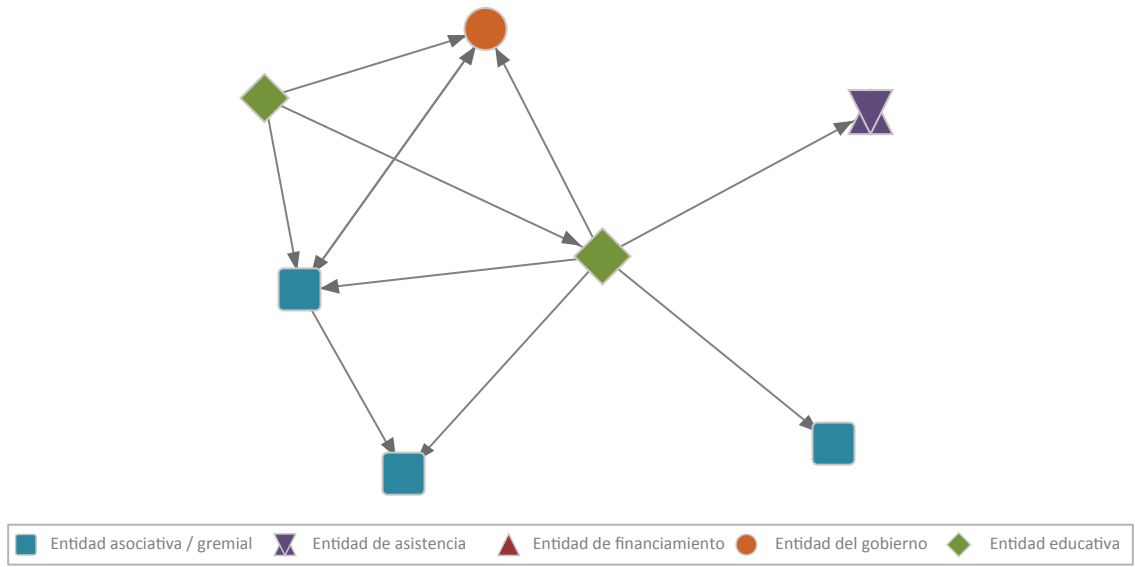 Entidad asociativa / gremial Entidad de asistencia Entidad de financiamiento Entidad del gobierno Entidad educativa